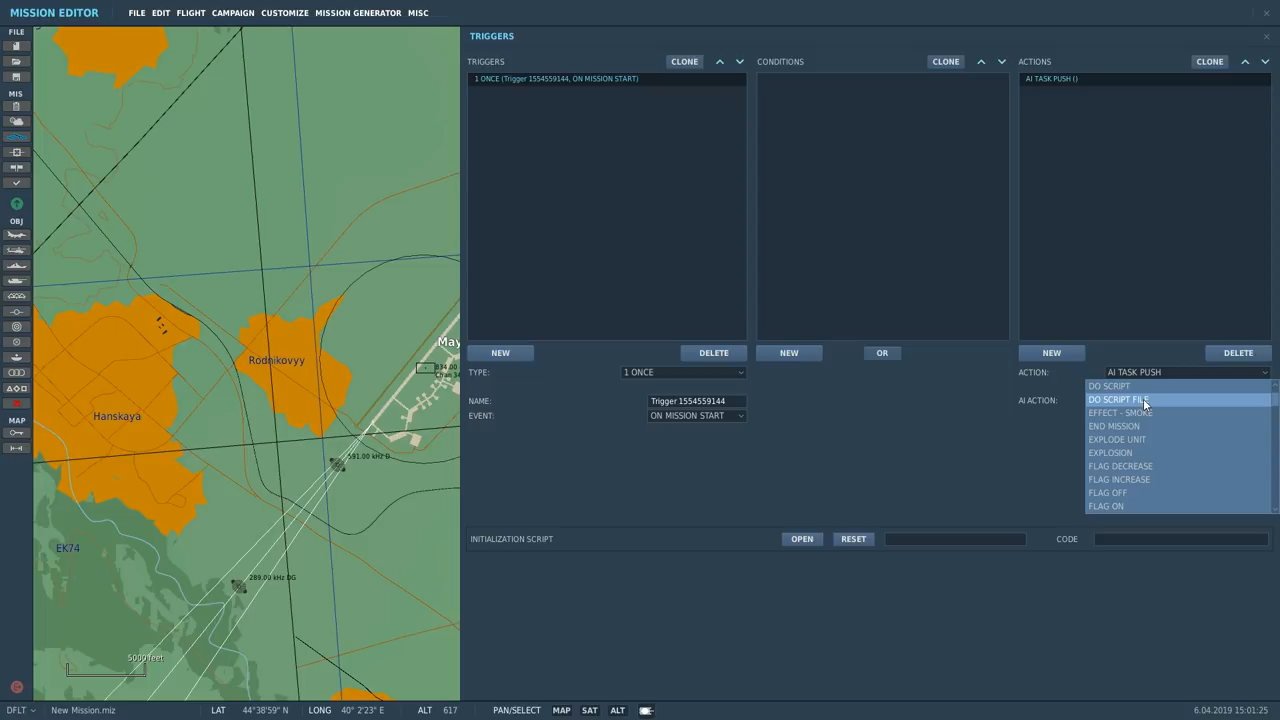 MISSION EDITOR FILE EDIT FLIGHT CAMPAIGN CUSTOMIZE MISSION GENERATOR MISC
FILE
MIS
OBJ
MAP
TRIGGERS
TRIGGERS CLONE CONDITIONS CLONE ACTIONS CLONE
1 ONCE (Trigger 1554559144, ON MISSION START) AI TASK PUSH ()
NEW DELETE NEW OR NEW DELETE
TYPE: 1 ONCE ACTION: AI TASK PUSH
NAME: Trigger 1554559144 AI ACTION:
EVENT: ON MISSION START
DO SCRIPT
DO SCRIPT FILE
EFFECT - SMOKE
END MISSION
EXPLODE UNIT
EXPLOSION
FLAG DECREASE
FLAG INCREASE
FLAG OFF
FLAG ON
INITIALIZATION SCRIPT OPEN RESET CODE
May
Rodnikovyy
Hanskaya
591.00 kHz D
EK74
289.00 kHz DG
5000 feet
DFLT New Mission.miz LAT 44°38'59" N LONG 40° 2'23" E ALT 617 PAN/SELECT MAP SAT ALT 6.04.2019 15:01:25